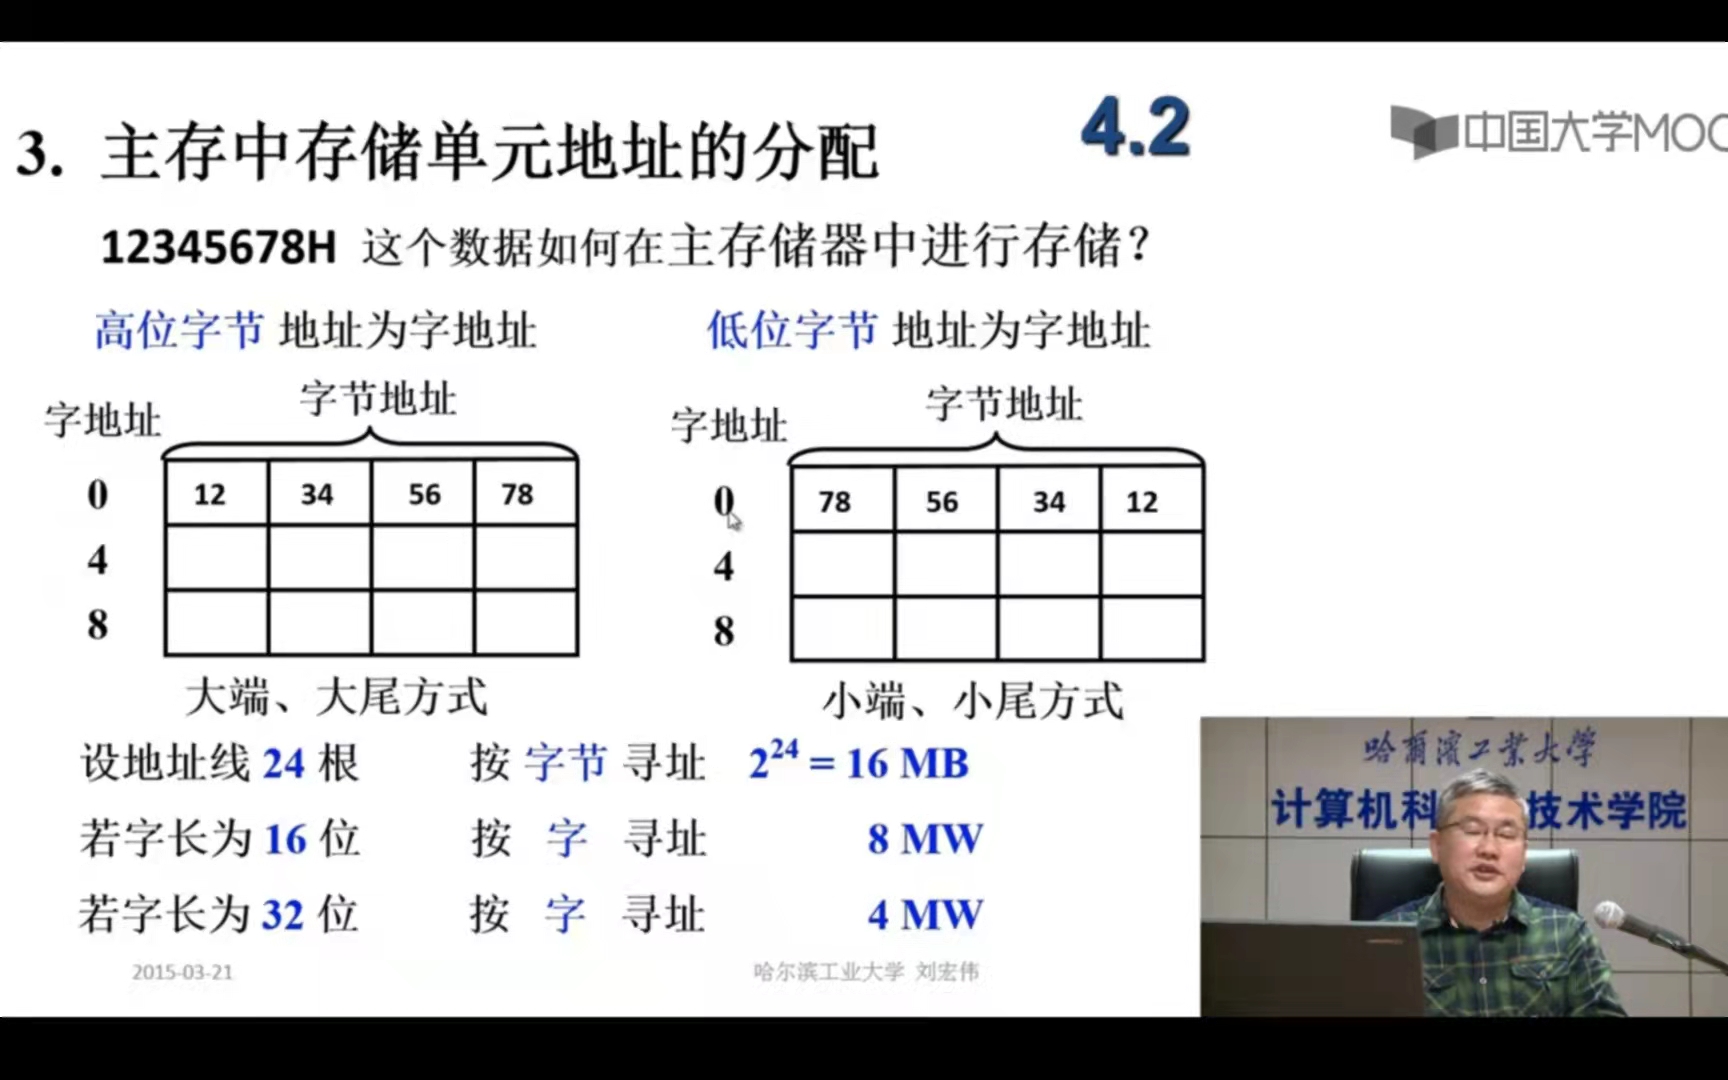 3. 主存中存储单元地址的分配
4.2
中国大学MOO
12345678H 这个数据如何在主存储器中进行存储?
高位字节 地址为字地址
低位字节 地址为字地址
字地址
字节地址
0 12 34 56 78
4
8
大端、大尾方式
字地址
字节地址
0 78 56 34 12
4
8
小端、小尾方式
设地址线 24 根 按 字节 寻址 2²⁴ = 16 MB
若字长为 16 位 按 字 寻址 8 MW
若字长为 32 位 按 字 寻址 4 MW
2015-03-21
哈尔滨工业大学 刘宏伟
哈爾濱工業大學
计算机科 技术学院